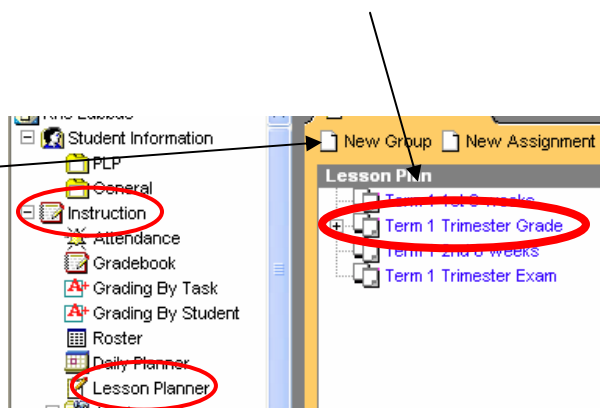 Student Information
PLP
General
Instruction
Attendance
Gradebook
Grading By Task
Grading By Student
Roster
Daily Planner
Lesson Planner
New Group New Assignment
Lesson Plan
Term 1 1st 6 weeks
Term 1 Trimester Grade
Term 1 2nd 6 weeks
Term 1 Trimester Exam